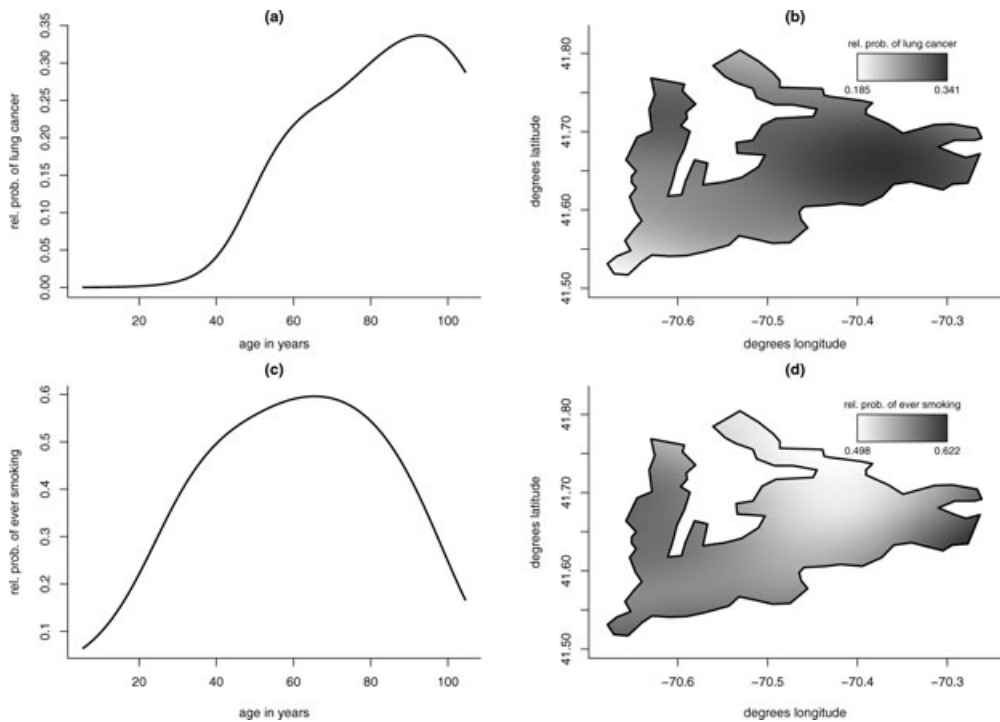 (a)
rel. prob. of lung cancer
0.00 0.05 0.10 0.15 0.20 0.25 0.30 0.35
20 40 60 80 100
age in years
(b)
degrees latitude
41.50 41.60 41.70 41.80
rel. prob. of lung cancer
0.185 0.341
−70.6 −70.5 −70.4 −70.3
degrees longitude
(c)
rel. prob. of ever smoking
0.1 0.2 0.3 0.4 0.5 0.6
20 40 60 80 100
age in years
(d)
degrees latitude
41.50 41.60 41.70 41.80
rel. prob. of ever smoking
0.498 0.622
−70.6 −70.5 −70.4 −70.3
degrees longitude